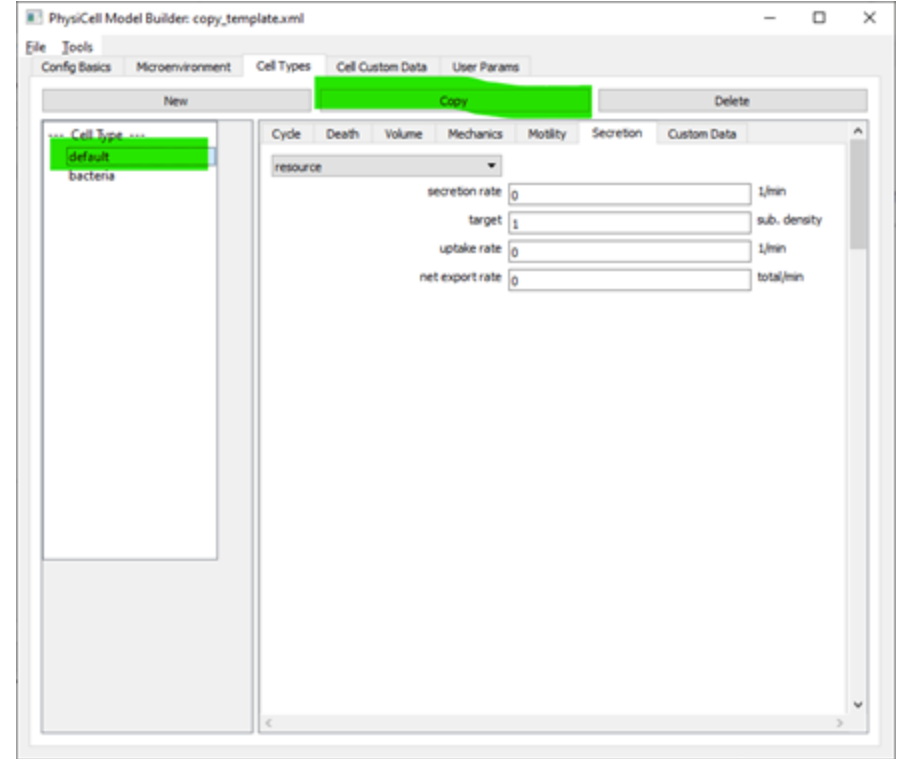 PhysiCell Model Builder: copy_template.xml
File Tools
Config Basics Microenvironment Cell Types Cell Custom Data User Params
New Copy Delete
--- Cell Type ---
default
bacteria
Cycle Death Volume Mechanics Motility Secretion Custom Data
resource
secretion rate 0 1/min
target 1 sub. density
uptake rate 0 1/min
net export rate 0 total/min